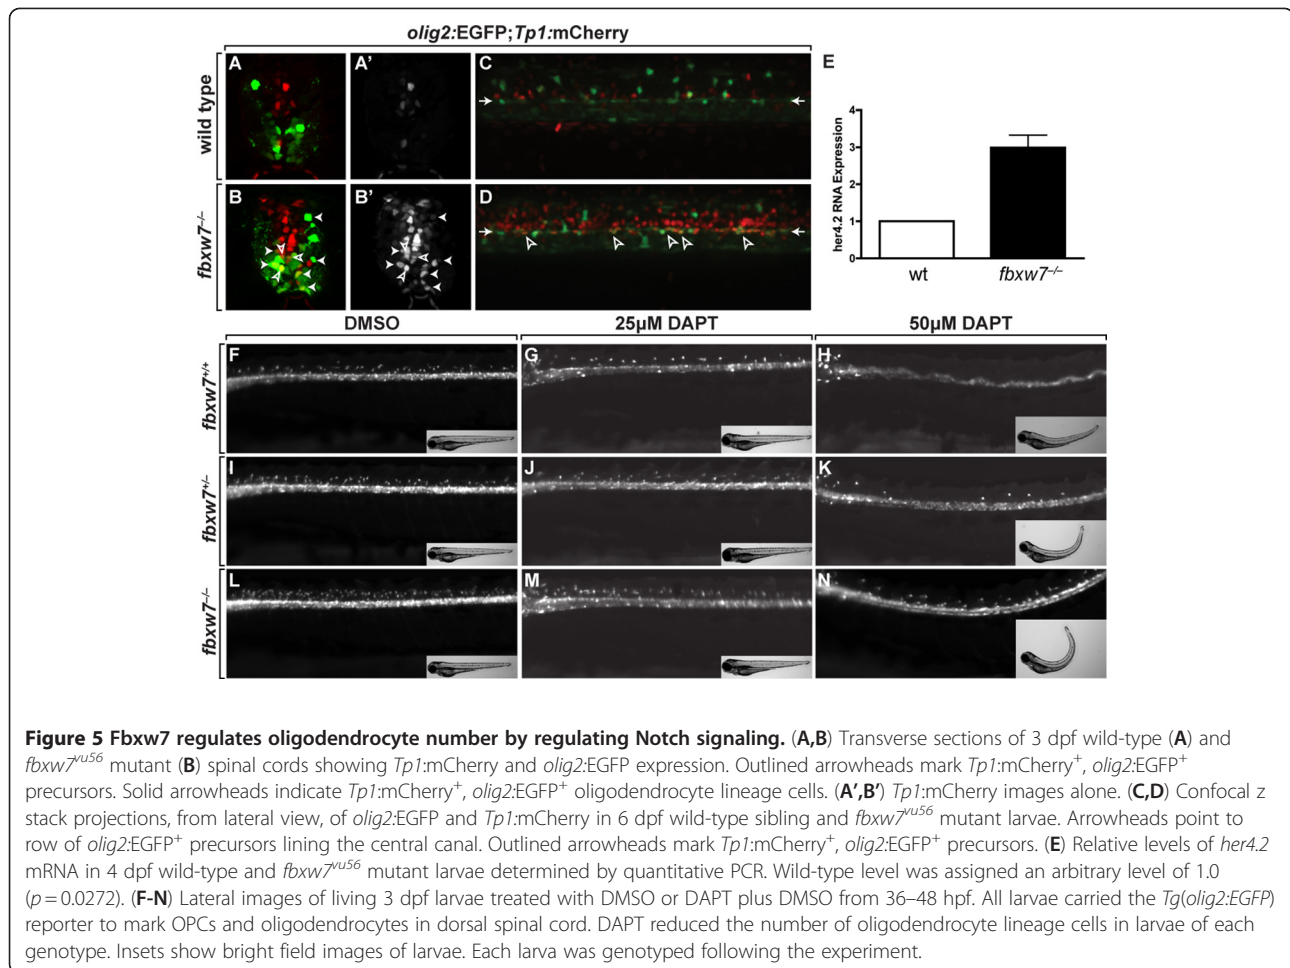 olig2:EGFP;Tp1:mCherry
wild type
A
A'
C
E
4
3
2
1
0
her4.2 RNA Expression
wt
fbxw7–/–
fbxw7–/–
B
B'
D
DMSO
25µM DAPT
50µM DAPT
fbxw7+/+
F
G
H
fbxw7+/–
I
J
K
fbxw7–/–
L
M
N
Figure 5 Fbxw7 regulates oligodendrocyte number by regulating Notch signaling. (A,B) Transverse sections of 3 dpf wild-type (A) and
fbxw7vu56 mutant (B) spinal cords showing Tp1:mCherry and olig2:EGFP expression. Outlined arrowheads mark Tp1:mCherry+, olig2:EGFP+
precursors. Solid arrowheads indicate Tp1:mCherry+, olig2:EGFP+ oligodendrocyte lineage cells. (A′,B′) Tp1:mCherry images alone. (C,D) Confocal z
stack projections, from lateral view, of olig2:EGFP and Tp1:mCherry in 6 dpf wild-type sibling and fbxw7vu56 mutant larvae. Arrowheads point to
row of olig2:EGFP+ precursors lining the central canal. Outlined arrowheads mark Tp1:mCherry+, olig2:EGFP+ precursors. (E) Relative levels of her4.2
mRNA in 4 dpf wild-type and fbxw7vu56 mutant larvae determined by quantitative PCR. Wild-type level was assigned an arbitrary level of 1.0
(p = 0.0272). (F-N) Lateral images of living 3 dpf larvae treated with DMSO or DAPT plus DMSO from 36–48 hpf. All larvae carried the Tg(olig2:EGFP)
reporter to mark OPCs and oligodendrocytes in dorsal spinal cord. DAPT reduced the number of oligodendrocyte lineage cells in larvae of each
genotype. Insets show bright field images of larvae. Each larva was genotyped following the experiment.